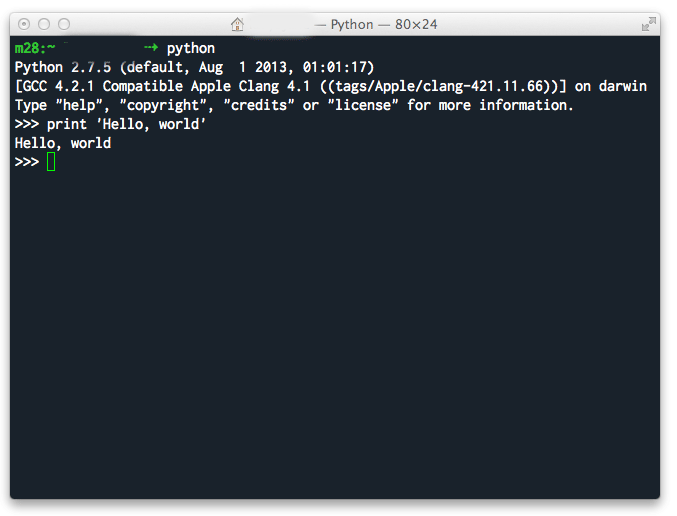 — Python — 80×24
m28:~ ⇢ python
Python 2.7.5 (default, Aug  1 2013, 01:01:17)
[GCC 4.2.1 Compatible Apple Clang 4.1 ((tags/Apple/clang-421.11.66))] on darwin
Type "help", "copyright", "credits" or "license" for more information.
>>> print 'Hello, world'
Hello, world
>>>